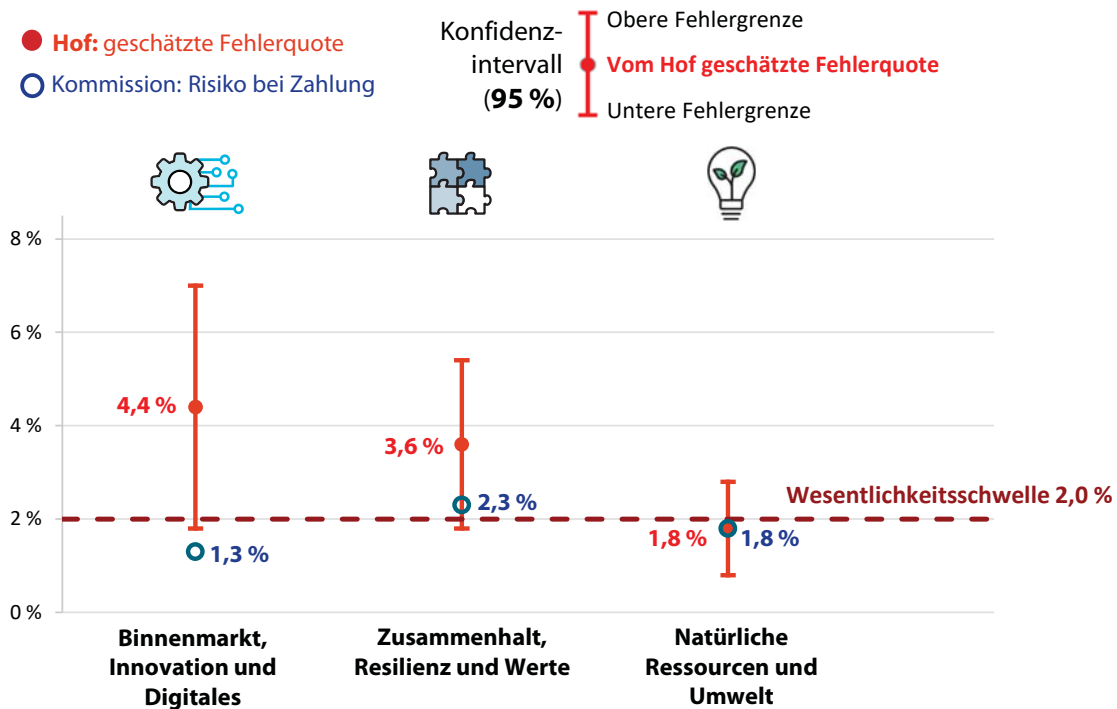 Hof: geschätzte Fehlerquote
Kommission: Risiko bei Zahlung
Konfidenz-
intervall
(95 %)
Obere Fehlergrenze
Vom Hof geschätzte Fehlerquote
Untere Fehlergrenze
8 %
6 %
4 %
2 %
0 %
4,4 %
1,3 %
3,6 %
2,3 %
1,8 %
1,8 %
Wesentlichkeitsschwelle 2,0 %
Binnenmarkt,
Innovation und
Digitales
Zusammenhalt,
Resilienz und Werte
Natürliche
Ressourcen und
Umwelt